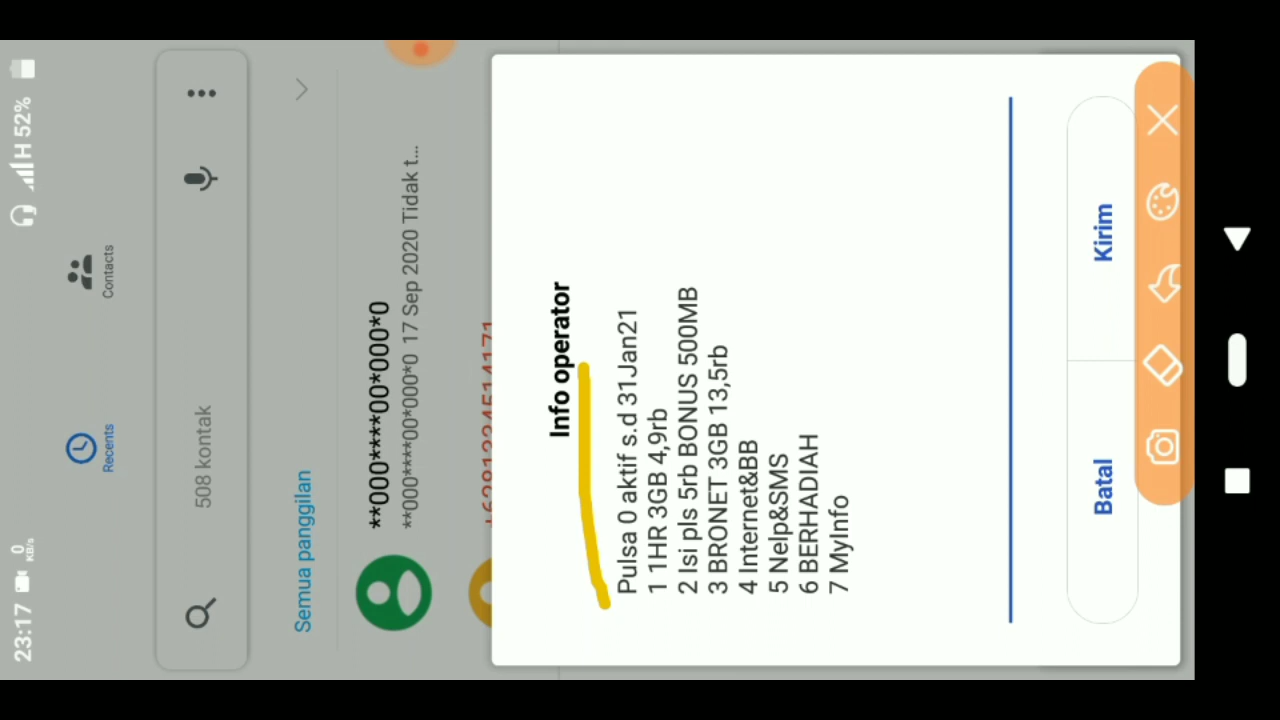 23:17 0 KB/s H 52%
Recents Contacts
508 kontak
Semua panggilan
**000****00*000*0
**000****00*000*0 17 Sep 2020 Tidak t...
Info operator
Pulsa 0 aktif s.d 31Jan21
1 1HR 3GB 4,9rb
2 Isi pls 5rb BONUS 500MB
3 BRONET 3GB 13,5rb
4 Internet&BB
5 Nelp&SMS
6 BERHADIAH
7 MyInfo
Batal Kirim